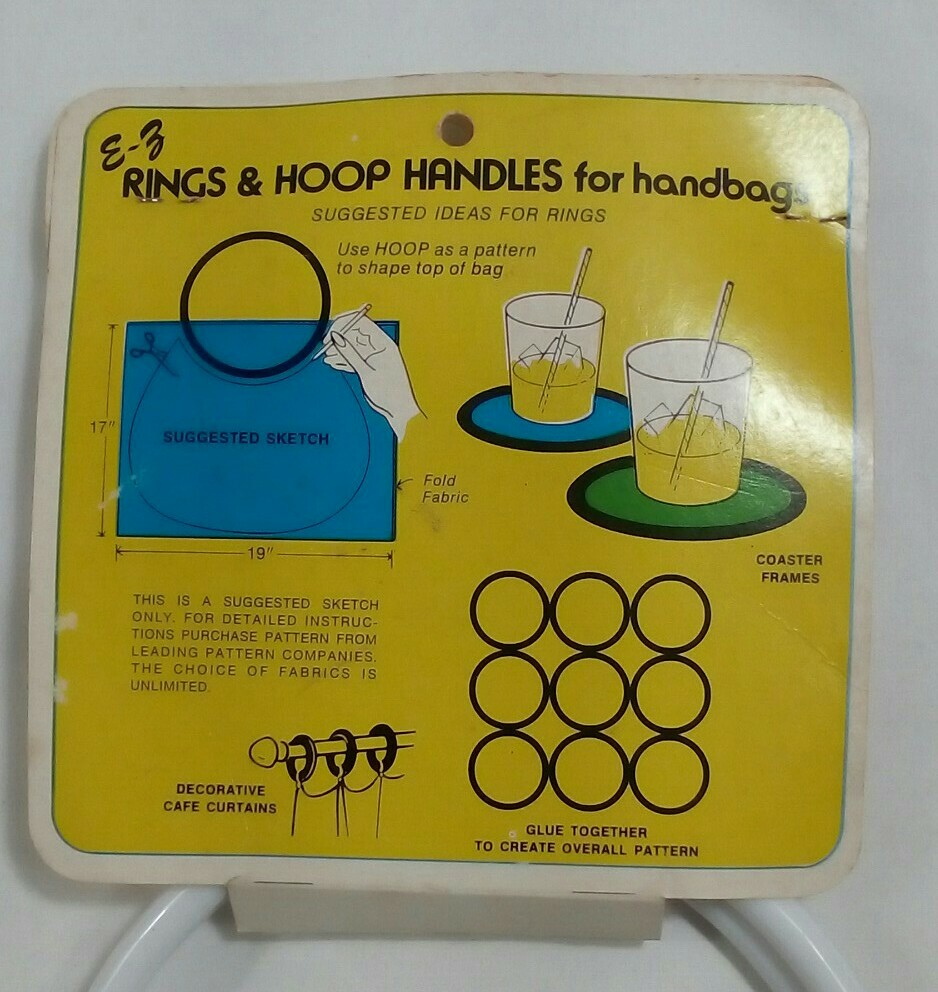 E-Z
RINGS & HOOP HANDLES for handbags
SUGGESTED IDEAS FOR RINGS
Use HOOP as a pattern
to shape top of bag
17"
SUGGESTED SKETCH
Fold
Fabric
19"
COASTER
FRAMES
THIS IS A SUGGESTED SKETCH
ONLY. FOR DETAILED INSTRUC-
TIONS PURCHASE PATTERN FROM
LEADING PATTERN COMPANIES.
THE CHOICE OF FABRICS IS
UNLIMITED.
DECORATIVE
CAFE CURTAINS
GLUE TOGETHER
TO CREATE OVERALL PATTERN